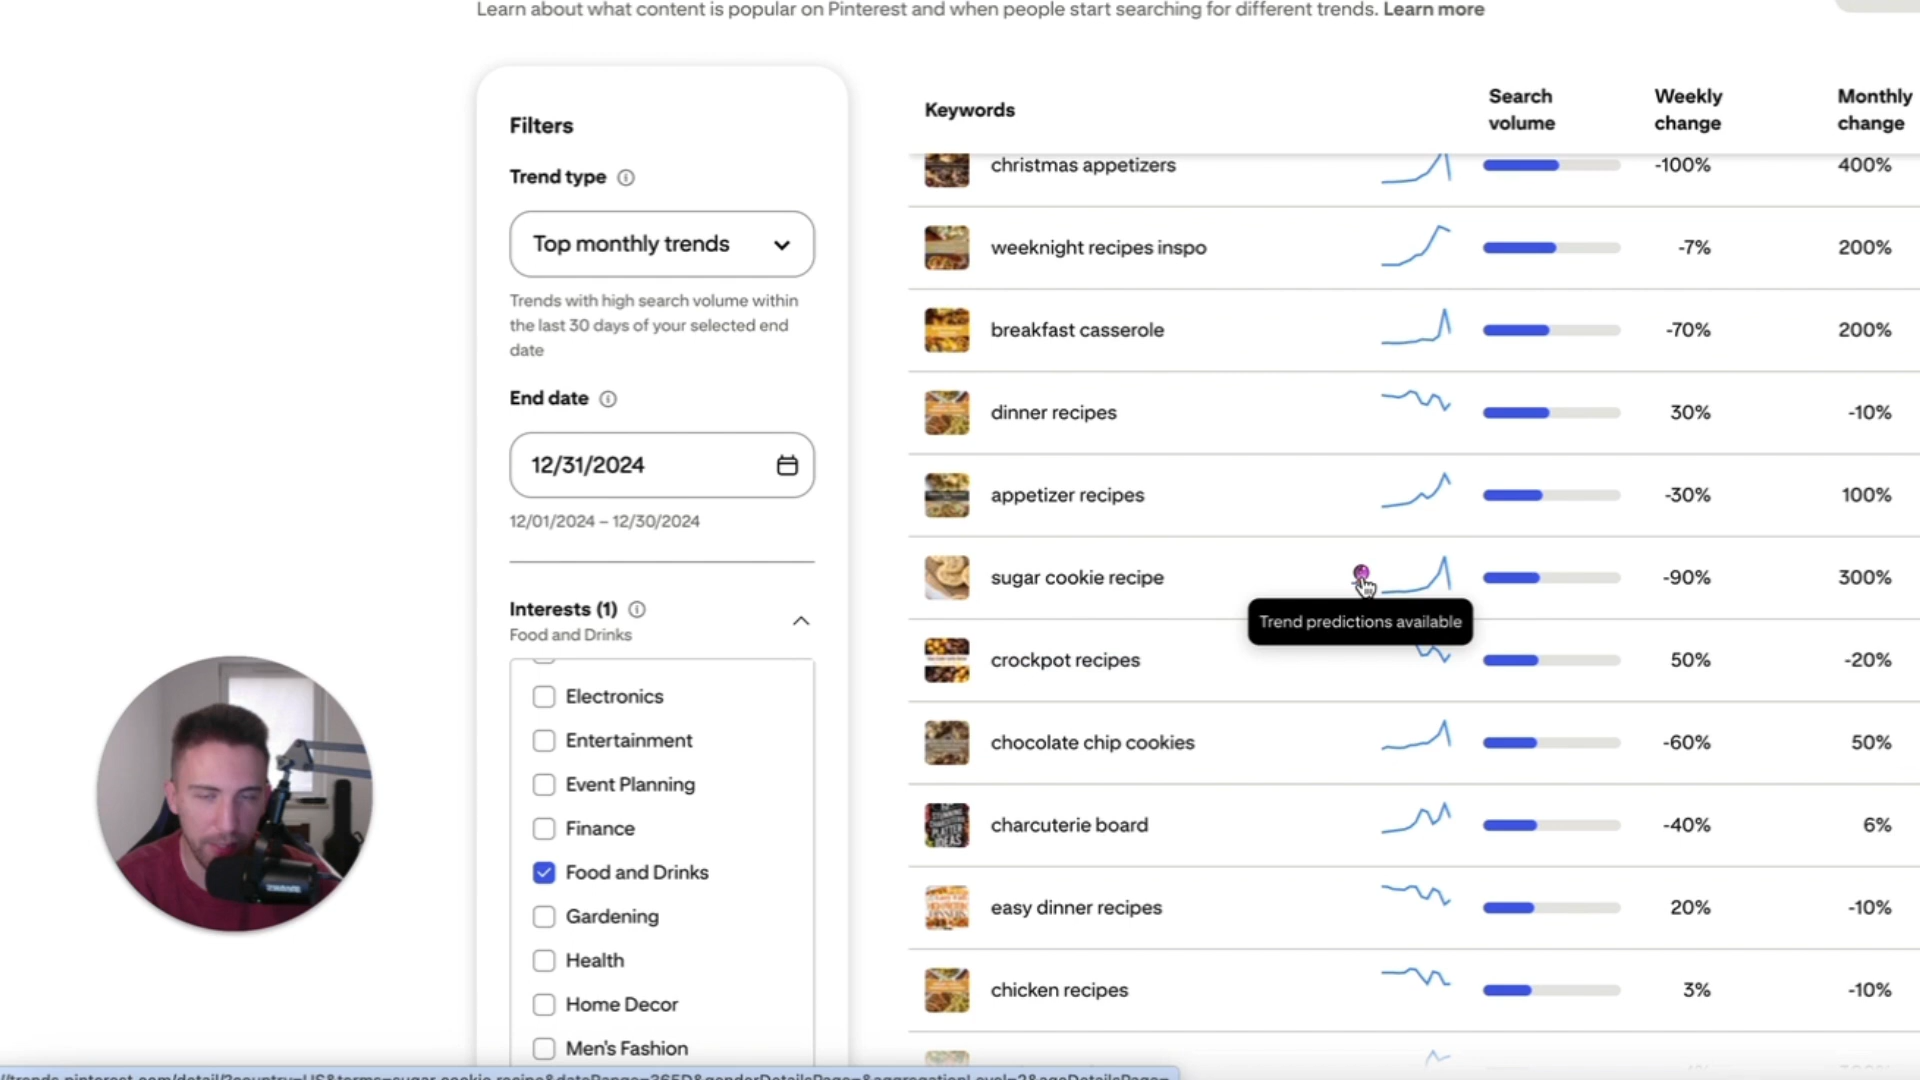 Learn about what content is popular on Pinterest and when people start searching for different trends. Learn more
Filters
Trend type
Top monthly trends
Trends with high search volume within
the last 30 days of your selected end
date
End date
12/31/2024
12/01/2024 – 12/30/2024
Interests (1)
Food and Drinks
Electronics
Entertainment
Event Planning
Finance
Food and Drinks
Gardening
Health
Home Decor
Men's Fashion
Keywords
Search volume
Weekly change
Monthly change
christmas appetizers -100% 400%
weeknight recipes inspo -7% 200%
breakfast casserole -70% 200%
dinner recipes 30% -10%
appetizer recipes -30% 100%
sugar cookie recipe -90% 300%
Trend predictions available
crockpot recipes 50% -20%
chocolate chip cookies -60% 50%
charcuterie board -40% 6%
easy dinner recipes 20% -10%
chicken recipes 3% -10%